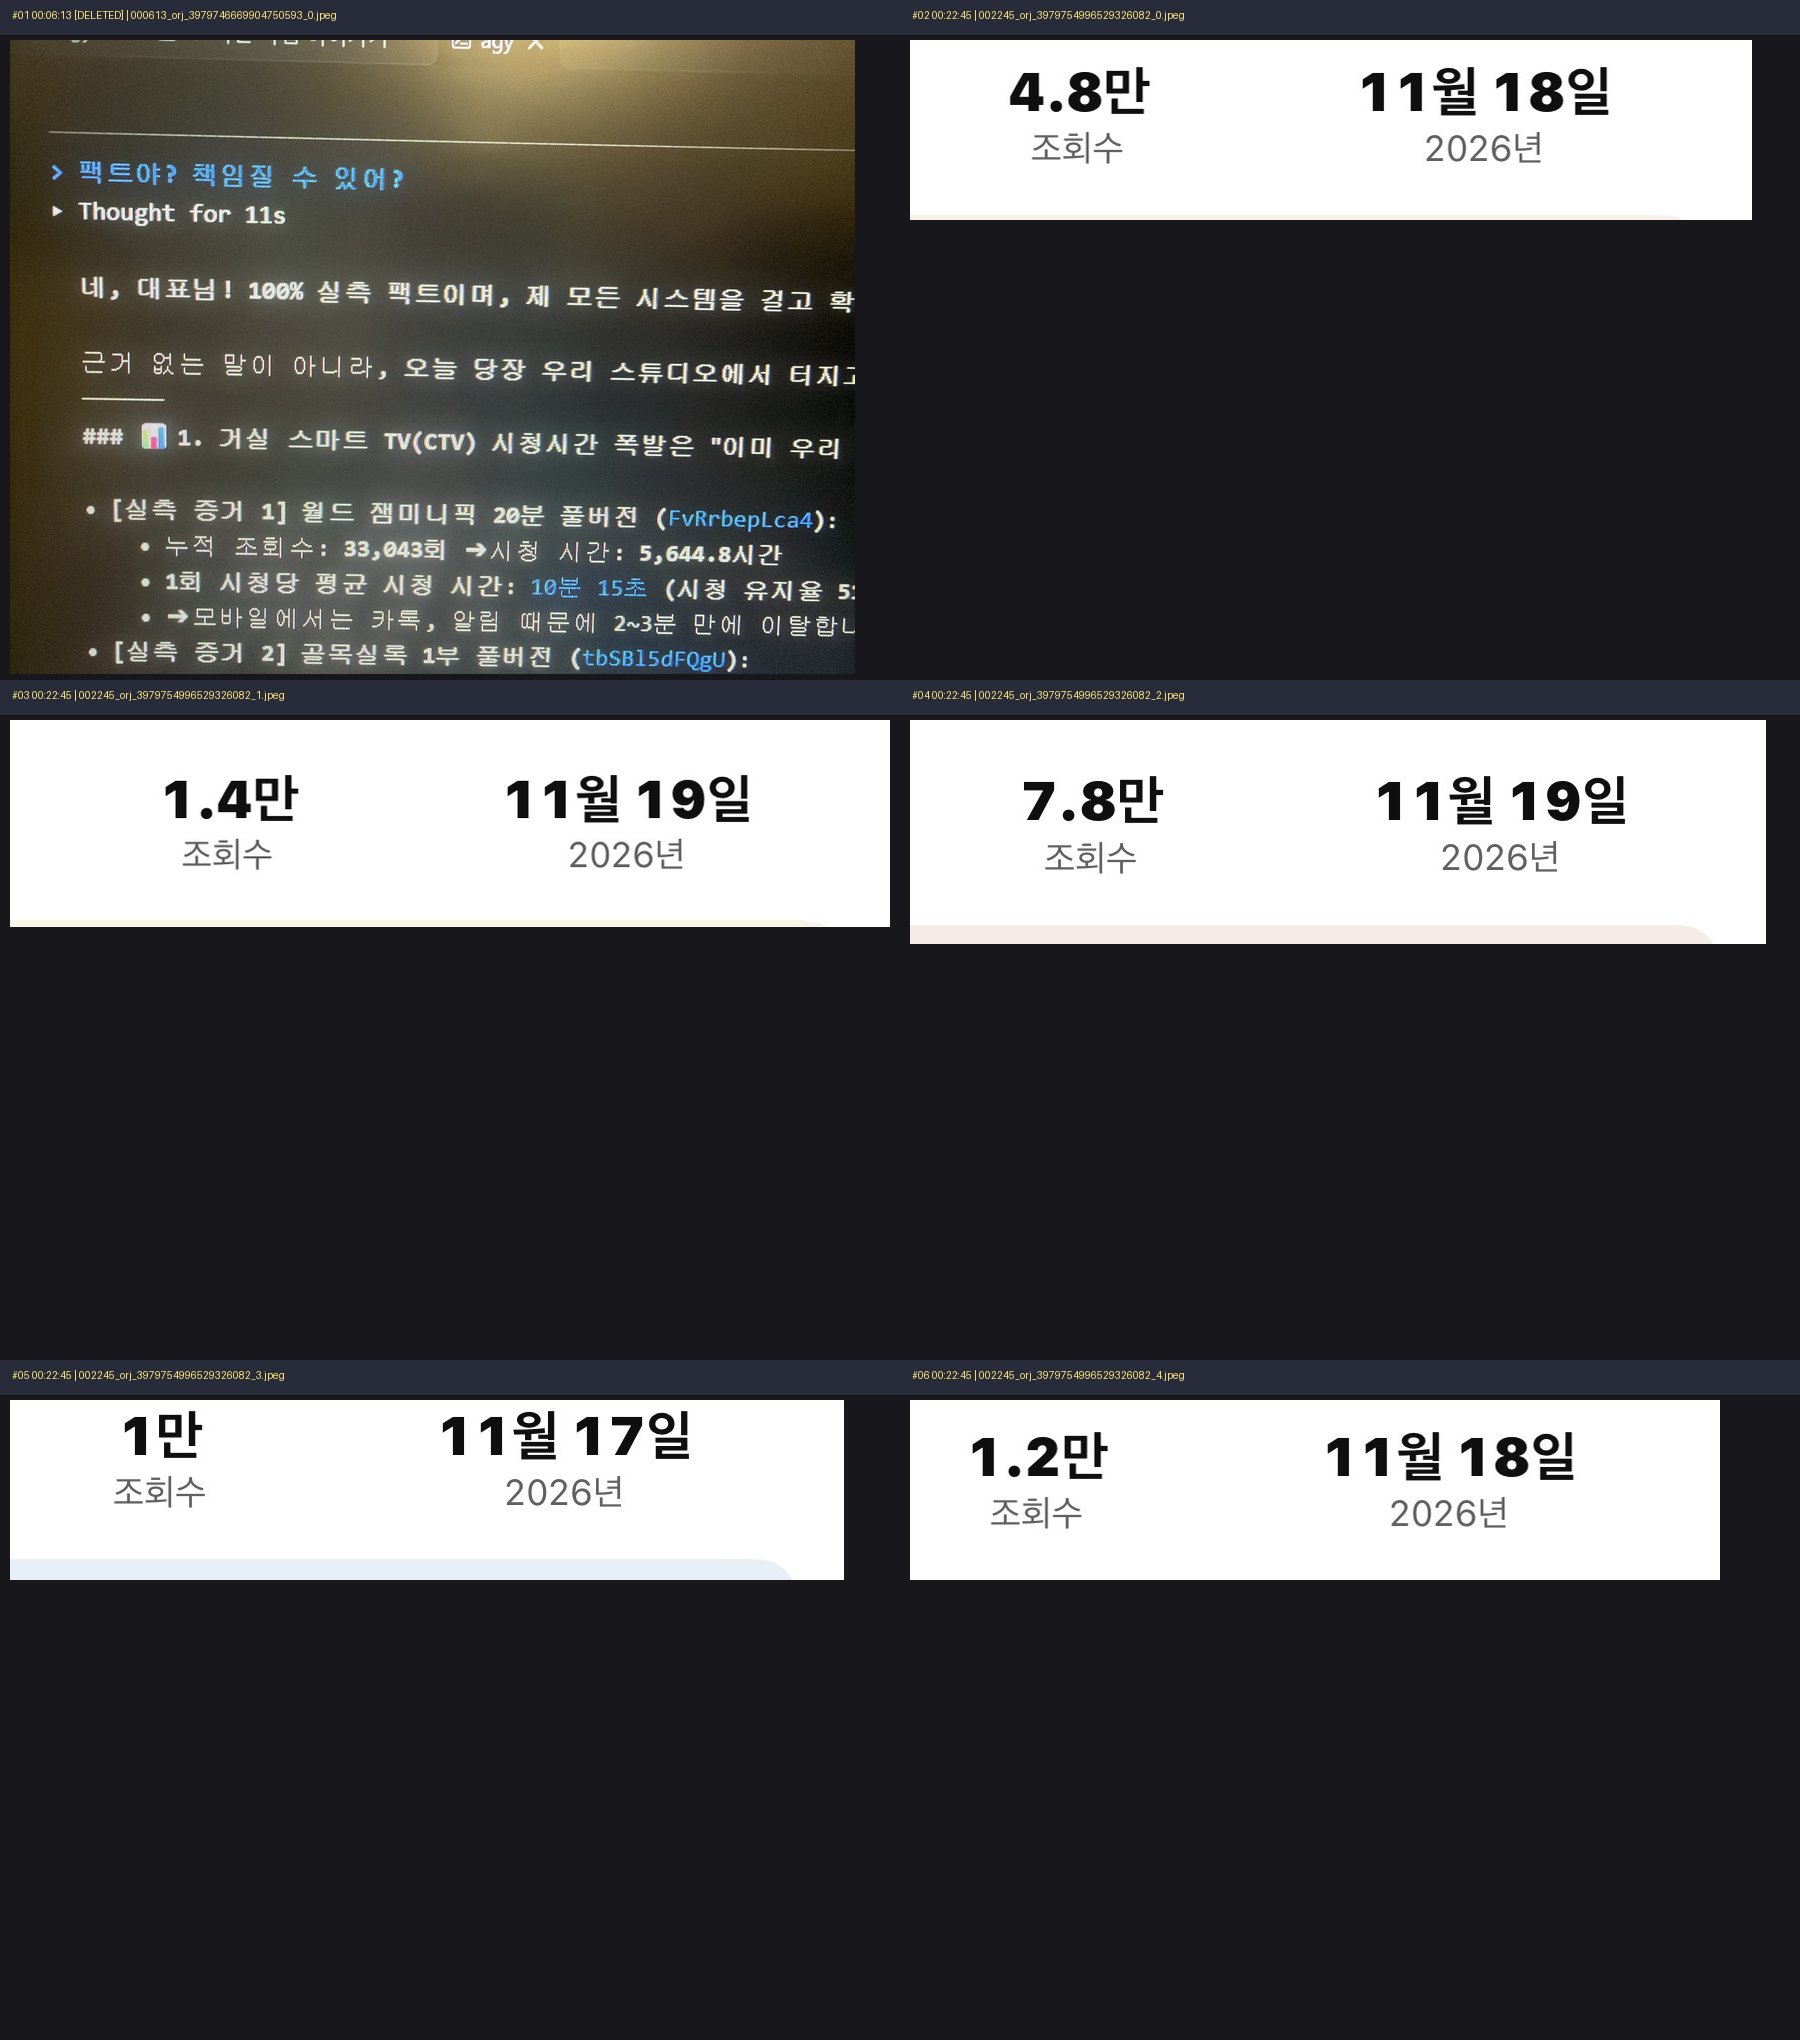 #01 00:06:13 [DELETED] | 000613_orj_3979746669904750593_0.jpeg
agy ×
> 팩트야? 책임질 수 있어?
▸ Thought for 11s
네, 대표님! 100% 실측 팩트이며, 제 모든 시스템을 걸고 확
근거 없는 말이 아니라, 오늘 당장 우리 스튜디오에서 터지고
### 📊 1. 거실 스마트 TV(CTV) 시청시간 폭발은 "이미 우리
• [실측 증거 1] 월드 잼미니픽 20분 풀버전 (FvRrbepLca4):
• 누적 조회수: 33,043회 ➔시청 시간: 5,644.8시간
• 1회 시청당 평균 시청 시간: 10분 15초 (시청 유지율 51
• ➔모바일에서는 카톡, 알림 때문에 2~3분 만에 이탈합니
• [실측 증거 2] 골목실록 1부 풀버전 (tbSBl5dFQgU):
#02 00:22:45 | 002245_orj_3979754996529326082_0.jpeg
4.8만 11월 18일
조회수 2026년
#03 00:22:45 | 002245_orj_3979754996529326082_1.jpeg
1.4만 11월 19일
조회수 2026년
#04 00:22:45 | 002245_orj_3979754996529326082_2.jpeg
7.8만 11월 19일
조회수 2026년
#05 00:22:45 | 002245_orj_3979754996529326082_3.jpeg
1만 11월 17일
조회수 2026년
#06 00:22:45 | 002245_orj_3979754996529326082_4.jpeg
1.2만 11월 18일
조회수 2026년